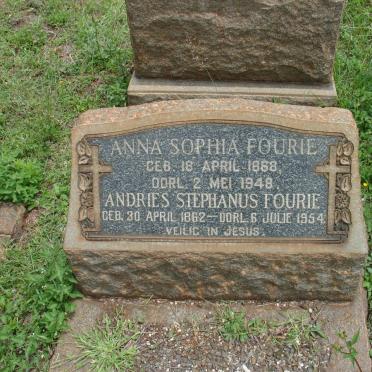 ANNA SOPHIA FOURIE
GEB. 18 APRIL 1868,
OORL. 2 MEI 1948.
ANDRIES STEPHANUS FOURIE
GEB. 30 APRIL 1862 — OORL. 6 JULIE 1954.
VEILIG IN JESUS.